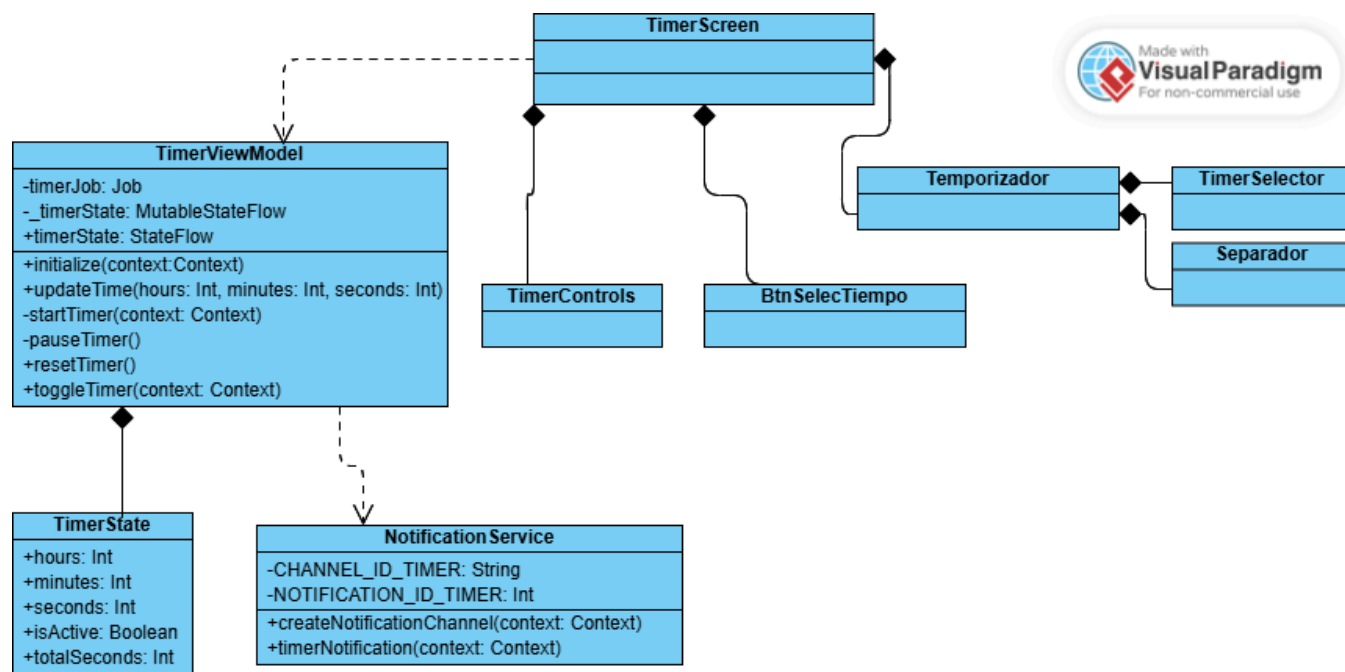 TimerScreen
Made with
Visual Paradigm
For non-commercial use
TimerViewModel
-timerJob: Job
-_timerState: MutableStateFlow
+timerState: StateFlow
+initialize(context:Context)
+updateTime(hours: Int, minutes: Int, seconds: Int)
-startTimer(context: Context)
-pauseTimer()
+resetTimer()
+toggleTimer(context: Context)
Temporizador
TimerSelector
Separador
TimerControls
BtnSelecTiempo
TimerState
+hours: Int
+minutes: Int
+seconds: Int
+isActive: Boolean
+totalSeconds: Int
NotificationService
-CHANNEL_ID_TIMER: String
-NOTIFICATION_ID_TIMER: Int
+createNotificationChannel(context: Context)
+timerNotification(context: Context)